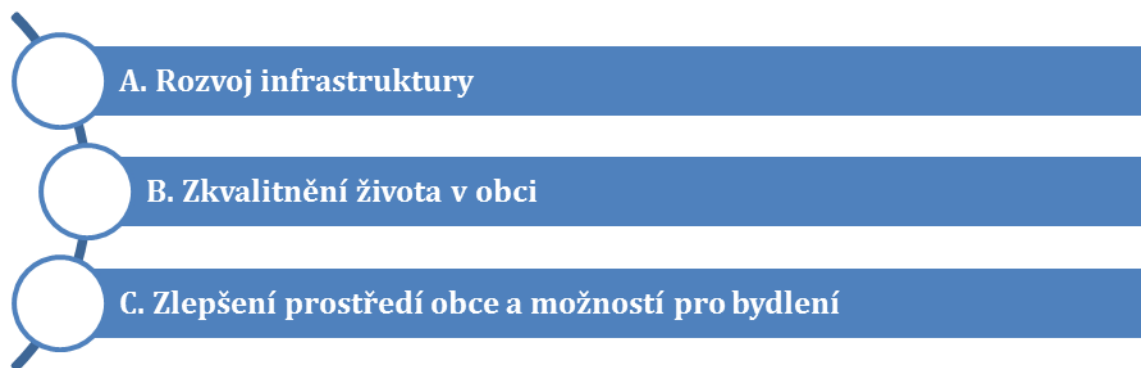 A. Rozvoj infrastruktury
B. Zkvalitnění života v obci
C. Zlepšení prostředí obce a možností pro bydlení